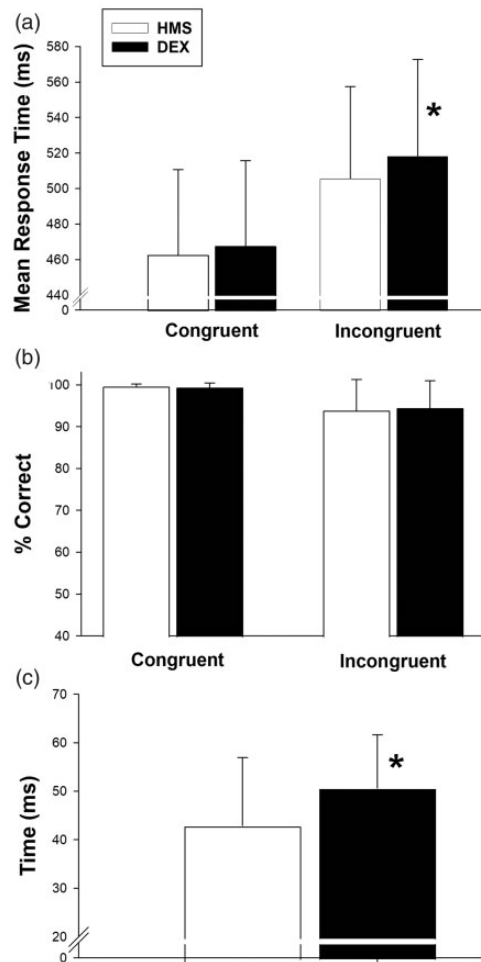 (a)
HMS
DEX
Mean Response Time (ms)
580
560
540
520
500
480
460
440
0
*
Congruent Incongruent
(b)
% Correct
100
90
80
70
60
50
40
Congruent Incongruent
(c)
Time (ms)
70
60
50
40
30
20
0
*